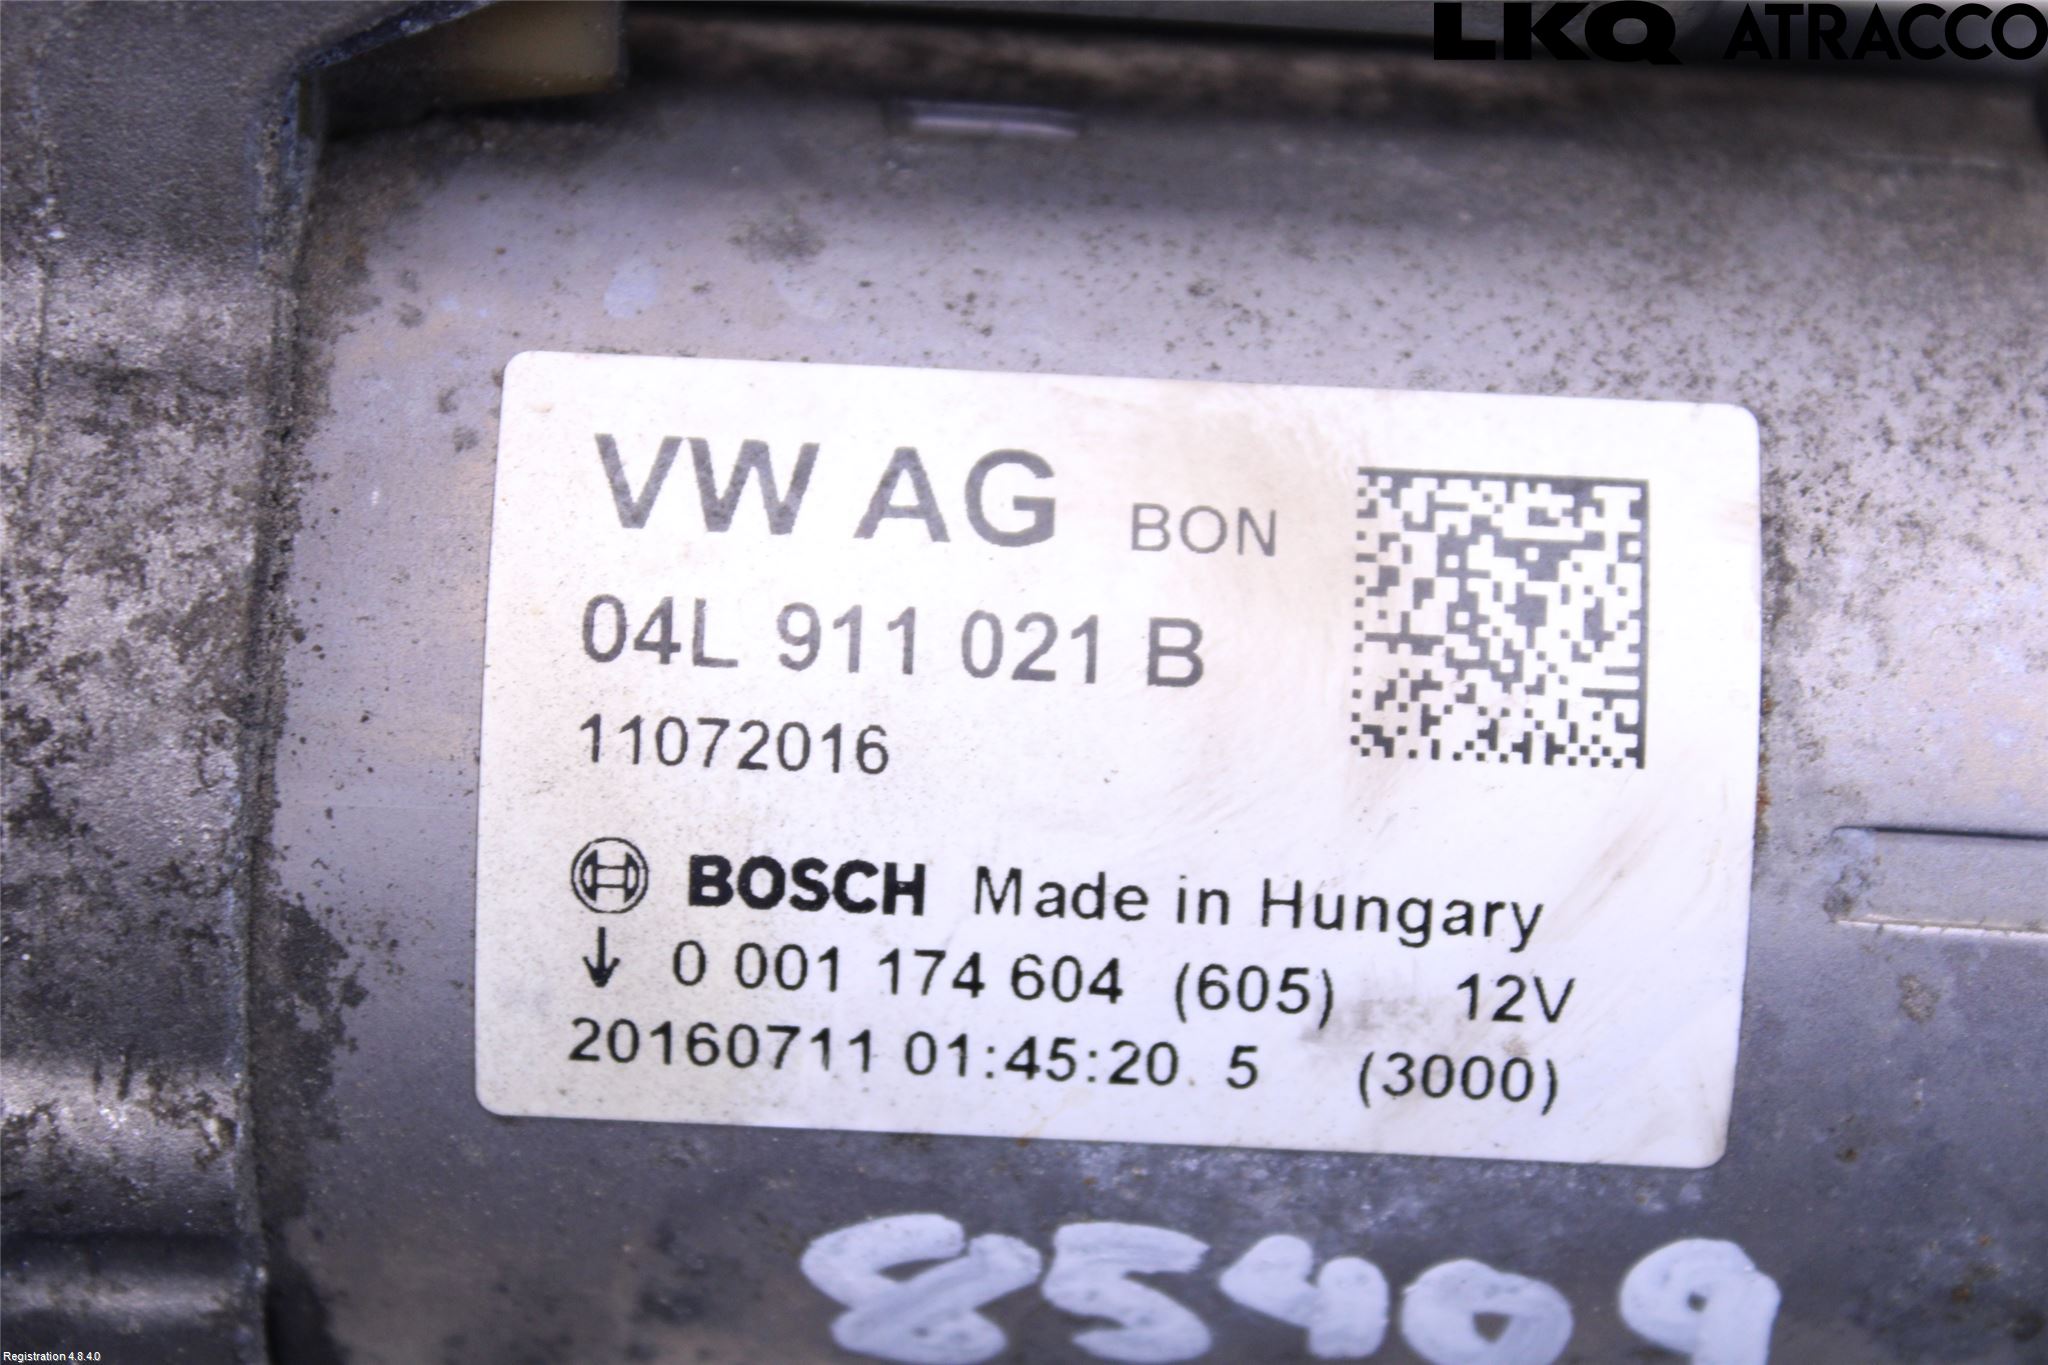 LKQ ATRACCO
VW AG BON
04L 911 021 B
11072016
BOSCH Made in Hungary
↓ 0 001 174 604 (605) 12V
20160711 01:45:20 5 (3000)
85409
Registration 4.8.4.0